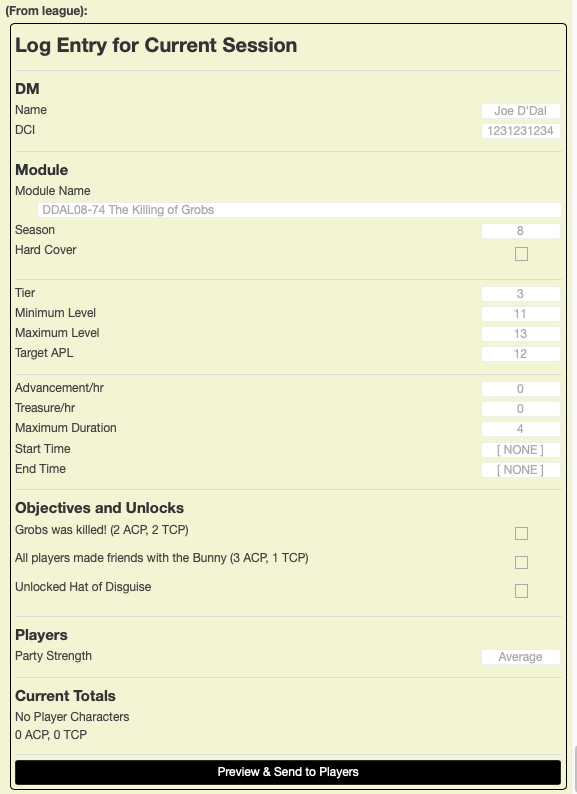 (From league):
Log Entry for Current Session
DM
Name Joe D'Dal
DCI 1231231234
Module
Module Name
DDAL08-74 The Killing of Grobs
Season 8
Hard Cover
Tier 3
Minimum Level 11
Maximum Level 13
Target APL 12
Advancement/hr 0
Treasure/hr 0
Maximum Duration 4
Start Time [ NONE ]
End Time [ NONE ]
Objectives and Unlocks
Grobs was killed! (2 ACP, 2 TCP)
All players made friends with the Bunny (3 ACP, 1 TCP)
Unlocked Hat of Disguise
Players
Party Strength Average
Current Totals
No Player Characters
0 ACP, 0 TCP
Preview & Send to Players